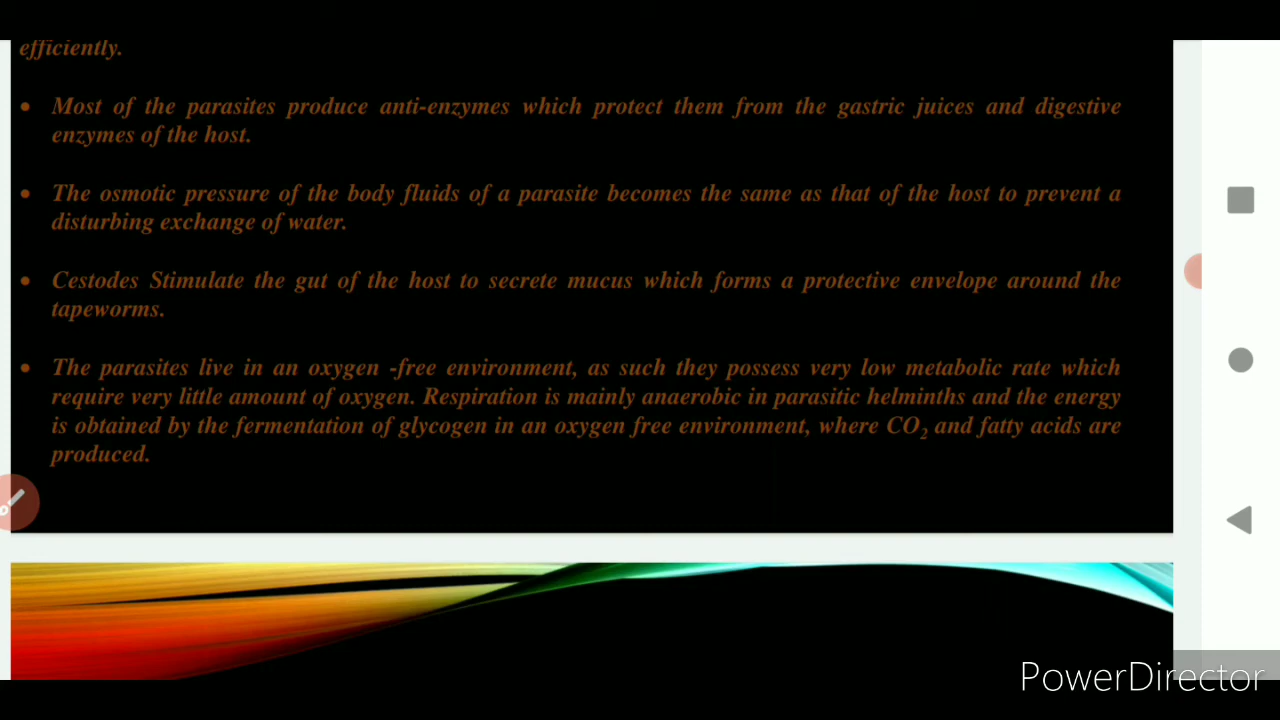 efficiently.
• Most of the parasites produce anti-enzymes which protect them from the gastric juices and digestive
enzymes of the host.
• The osmotic pressure of the body fluids of a parasite becomes the same as that of the host to prevent a
disturbing exchange of water.
• Cestodes Stimulate the gut of the host to secrete mucus which forms a protective envelope around the
tapeworms.
• The parasites live in an oxygen -free environment, as such they possess very low metabolic rate which
require very little amount of oxygen. Respiration is mainly anaerobic in parasitic helminths and the energy
is obtained by the fermentation of glycogen in an oxygen free environment, where CO₂ and fatty acids are
produced.
PowerDirector